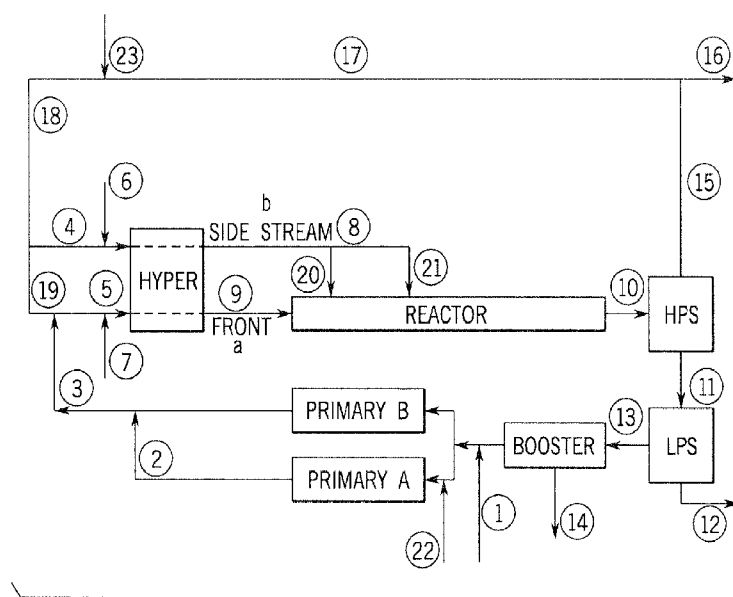 23
17
16
18
6
15
4
b
SIDE STREAM
8
HYPER
20
21
19
5
9
10
REACTOR
HPS
FRONT
a
7
3
11
PRIMARY B
13
BOOSTER
LPS
2
PRIMARY A
1
14
12
22